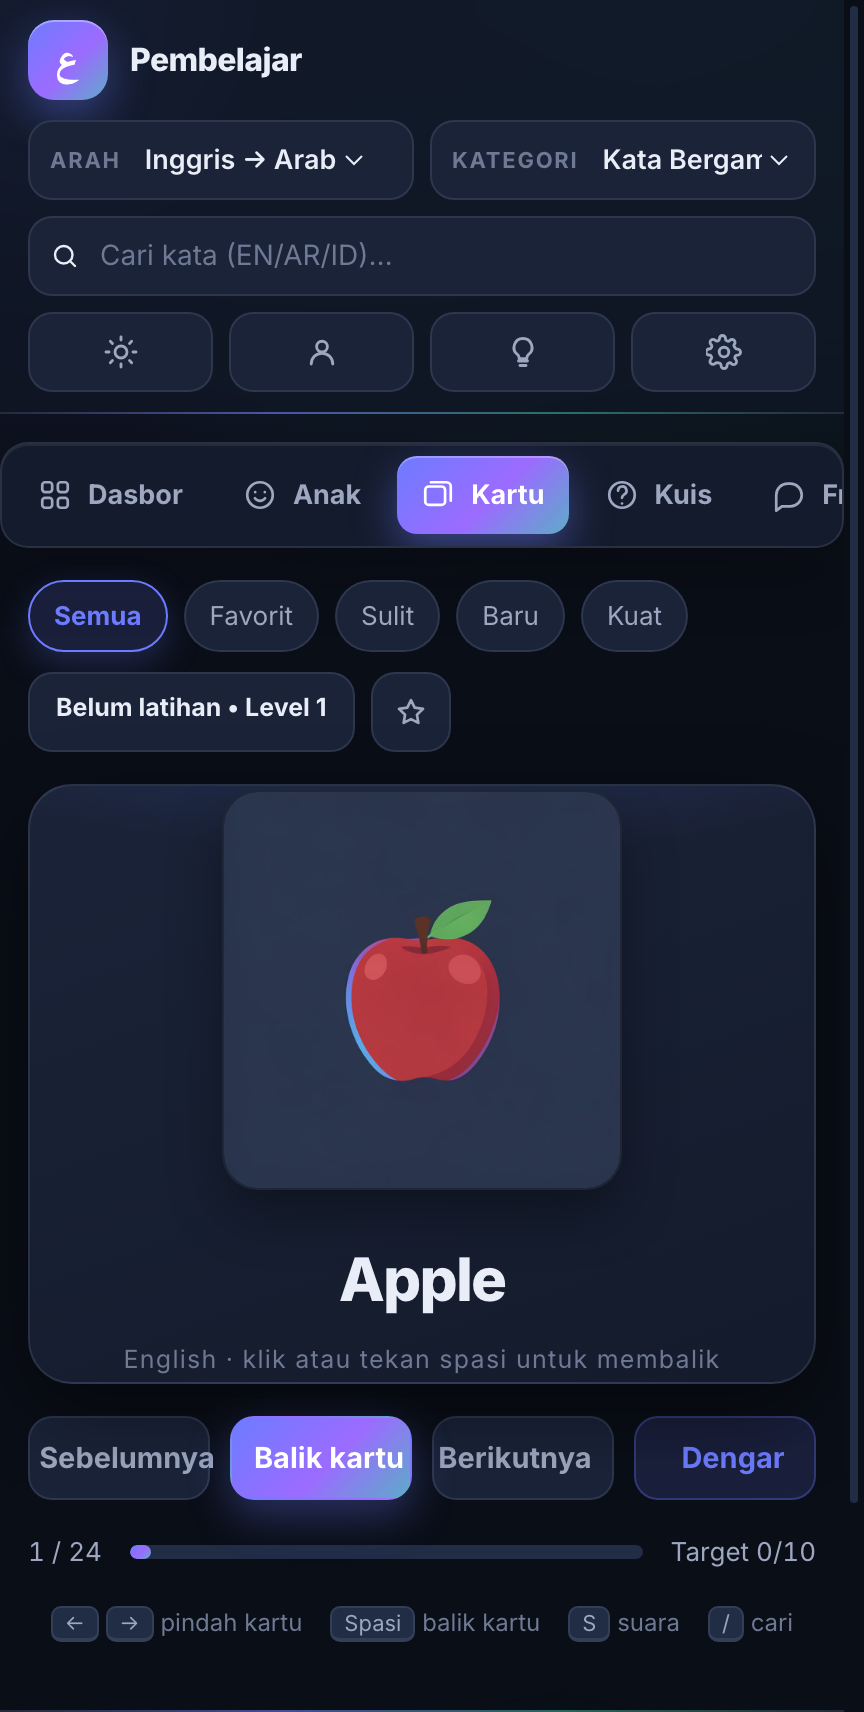 ع Pembelajar
ARAH Inggris → Arab KATEGORI Kata Bergam
Cari kata (EN/AR/ID)...
Dasbor Anak Kartu Kuis
Semua Favorit Sulit Baru Kuat
Belum latihan • Level 1
Apple
English · klik atau tekan spasi untuk membalik
Sebelumnya Balik kartu Berikutnya Dengar
1 / 24 Target 0/10
← → pindah kartu Spasi balik kartu S suara / cari